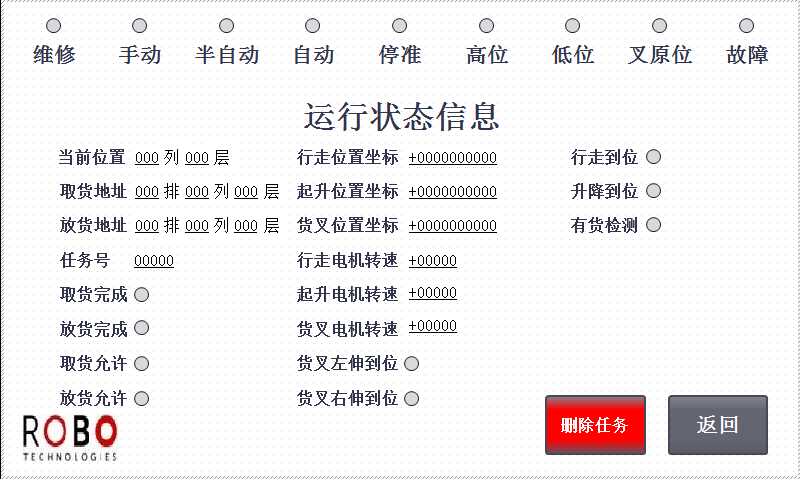 维修 手动 半自动 自动 停准 高位 低位 叉原位 故障
运行状态信息
当前位置 000 列 000 层 行走位置坐标 +0000000000 行走到位
取货地址 000 排 000 列 000 层 起升位置坐标 +0000000000 升降到位
放货地址 000 排 000 列 000 层 货叉位置坐标 +0000000000 有货检测
任务号 00000 行走电机转速 +00000
取货完成 起升电机转速 +00000
放货完成 货叉电机转速 +00000
取货允许 货叉左伸到位
放货允许 货叉右伸到位
删除任务 返回
ROBO
TECHNOLOGIES